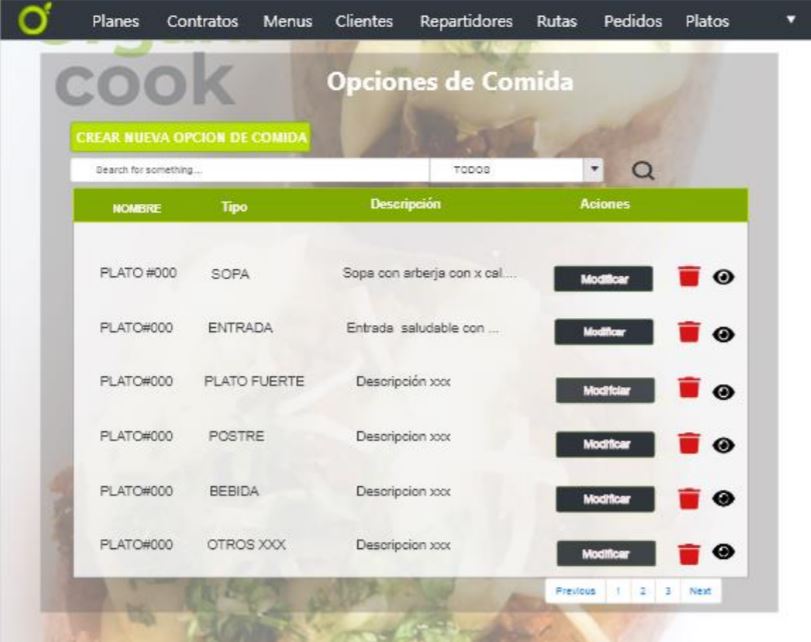 Planes Contratos Menus Clientes Repartidores Rutas Pedidos Platos
cook
Opciones de Comida
CREAR NUEVA OPCION DE COMIDA
Search for something... TODOS
NOMBRE Tipo Descripción Aciones
PLATO #000 SOPA Sopa con arberja con x cal.... Modificar
PLATO#000 ENTRADA Entrada saludable con ... Modificar
PLATO#000 PLATO FUERTE Descripción xxx Modifciar
PLATO#000 POSTRE Descripcion xxx Modificar
PLATO#000 BEBIDA Descripcion xxx Modificar
PLATO#000 OTROS XXX Descripcion xxx Modificar
Previous 1 2 3 Next